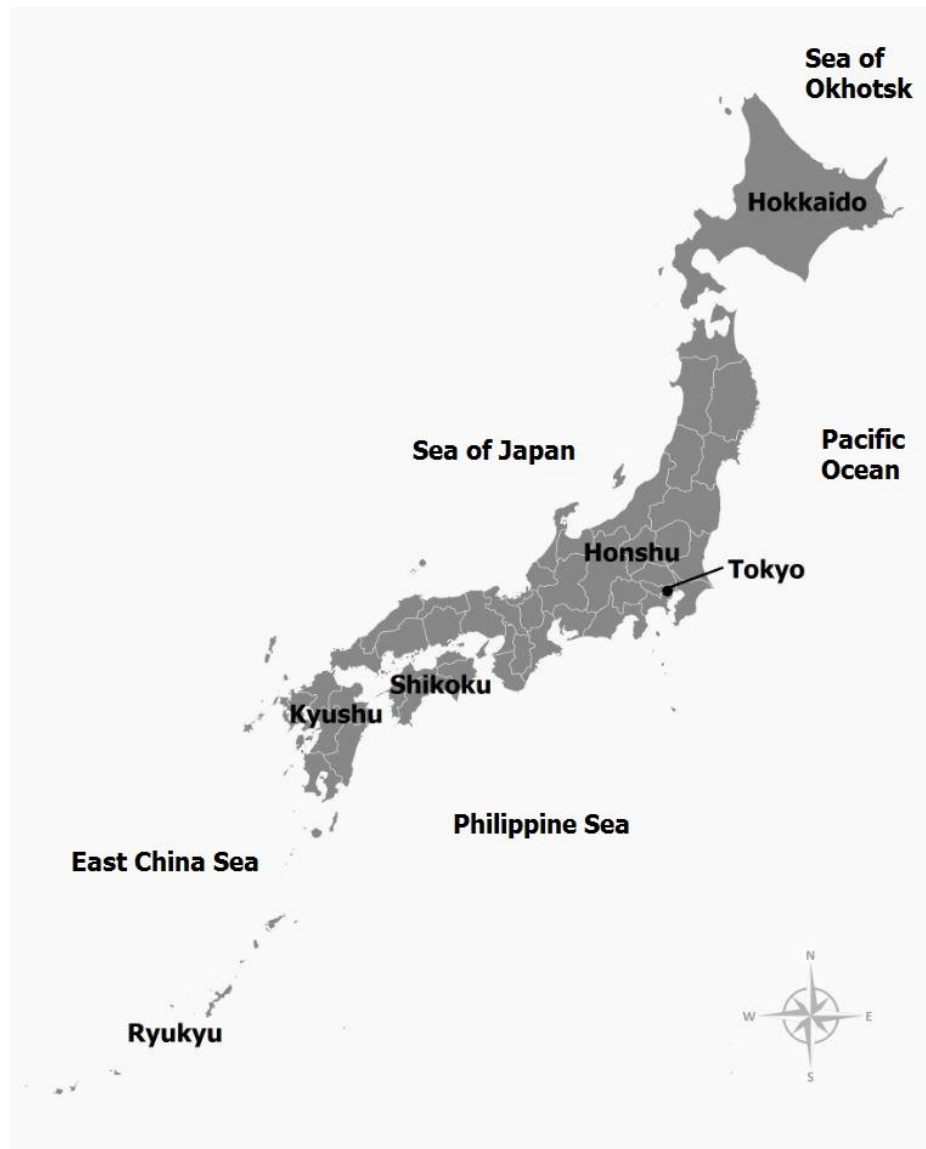 Sea of
Okhotsk
Hokkaido
Pacific
Ocean
Sea of Japan
Honshu
Tokyo
Shikoku
Kyushu
Philippine Sea
East China Sea
Ryukyu
N
W
E
S